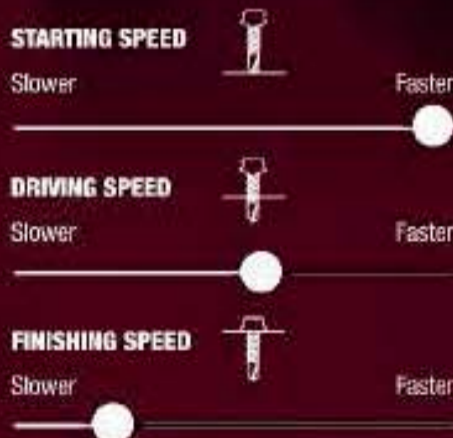 STARTING SPEED
Slower Faster
DRIVING SPEED
Slower Faster
FINISHING SPEED
Slower Faster